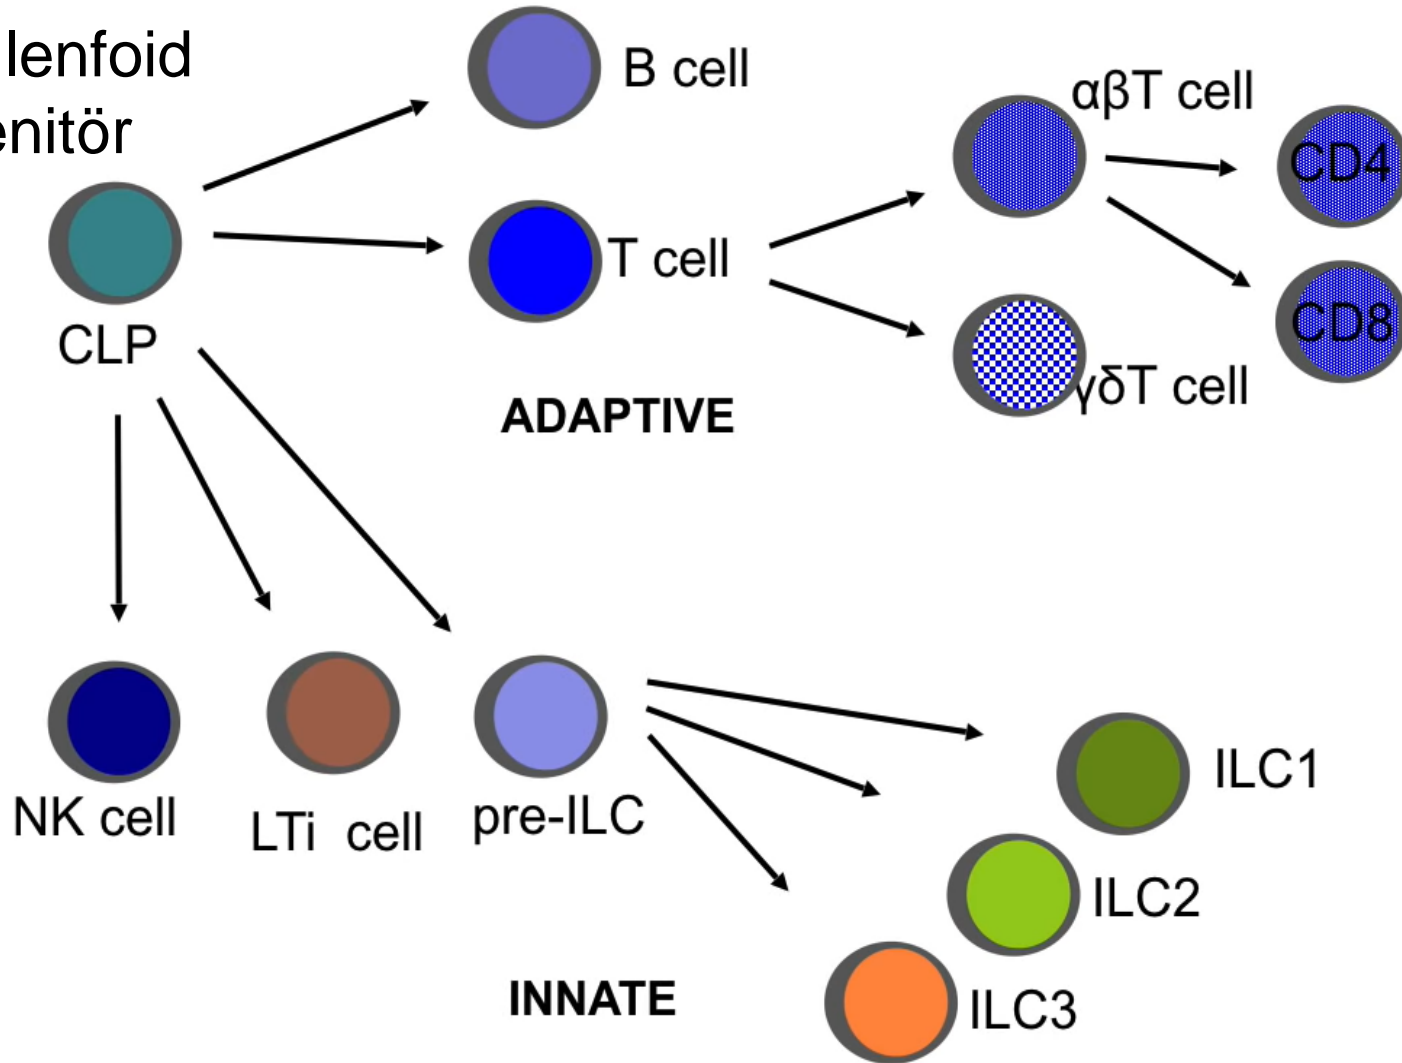 lenfoid
enitör
B cell
αβT cell
CD4
T cell
CD8
CLP
γδT cell
ADAPTIVE
NK cell
LTi cell
pre-ILC
ILC1
ILC2
INNATE
ILC3